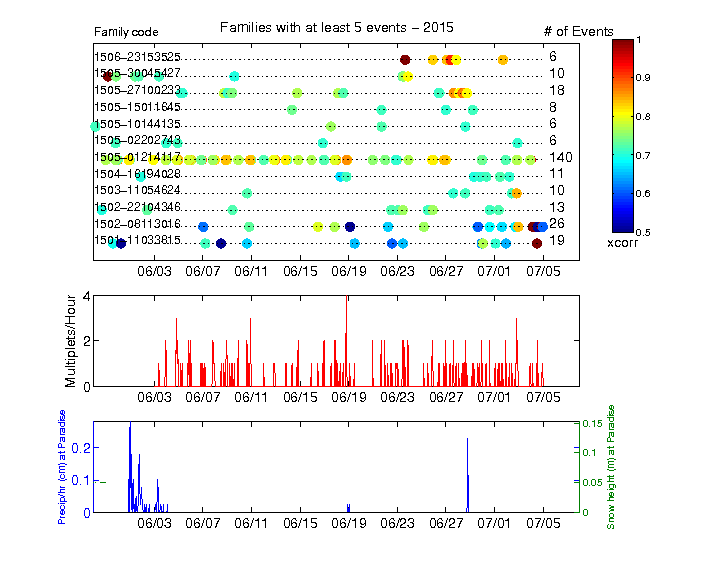 Families with at least 5 events – 2015
Family code
# of Events
1506–23153525 6
1505–30045427 10
1505–27100233 18
1505–15011645 8
1505–10144135 6
1505–02202743 6
1505–01214117 140
1504–18194028 11
1503–11054624 10
1502–22104346 13
1502–08113016 26
1501–11033815 19
06/03 06/07 06/11 06/15 06/19 06/23 06/27 07/01 07/05
1
0.9
0.8
0.7
0.6
0.5
xcorr
Multiplets/Hour
4
2
0
06/03 06/07 06/11 06/15 06/19 06/23 06/27 07/01 07/05
Precip/hr (cm) at Paradise
0.2
0.1
0
06/03 06/07 06/11 06/15 06/19 06/23 06/27 07/01 07/05
0.15
0.1
0.05
0
Snow height (m) at Paradise